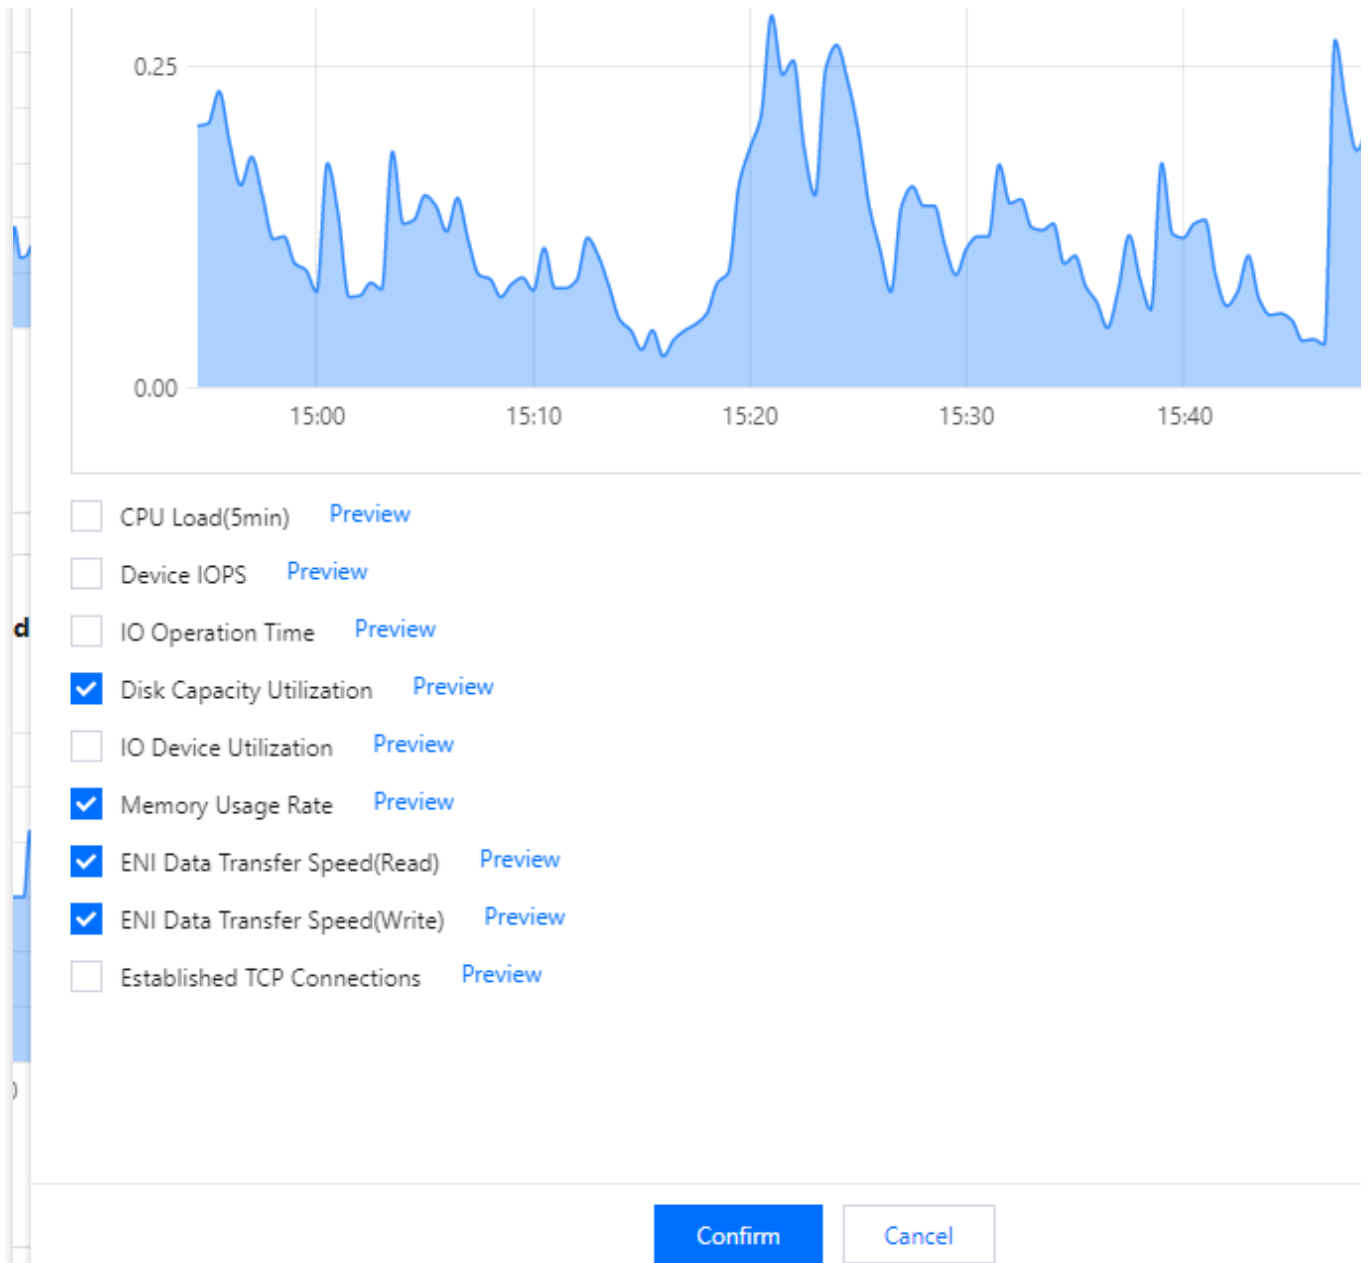 0.25
0.00
15:00 15:10 15:20 15:30 15:40
CPU Load(5min) Preview
Device IOPS Preview
d
IO Operation Time Preview
Disk Capacity Utilization Preview
IO Device Utilization Preview
Memory Usage Rate Preview
ENI Data Transfer Speed(Read) Preview
ENI Data Transfer Speed(Write) Preview
Established TCP Connections Preview
Confirm Cancel